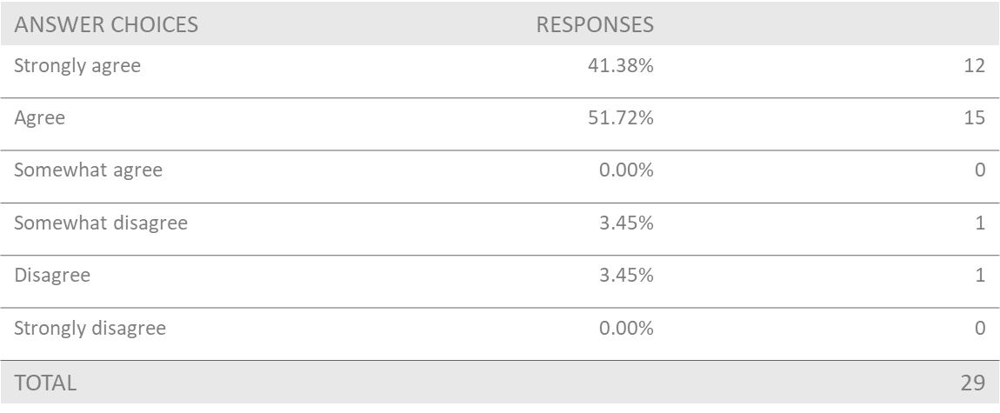 ANSWER CHOICES RESPONSES
Strongly agree 41.38% 12
Agree 51.72% 15
Somewhat agree 0.00% 0
Somewhat disagree 3.45% 1
Disagree 3.45% 1
Strongly disagree 0.00% 0
TOTAL 29